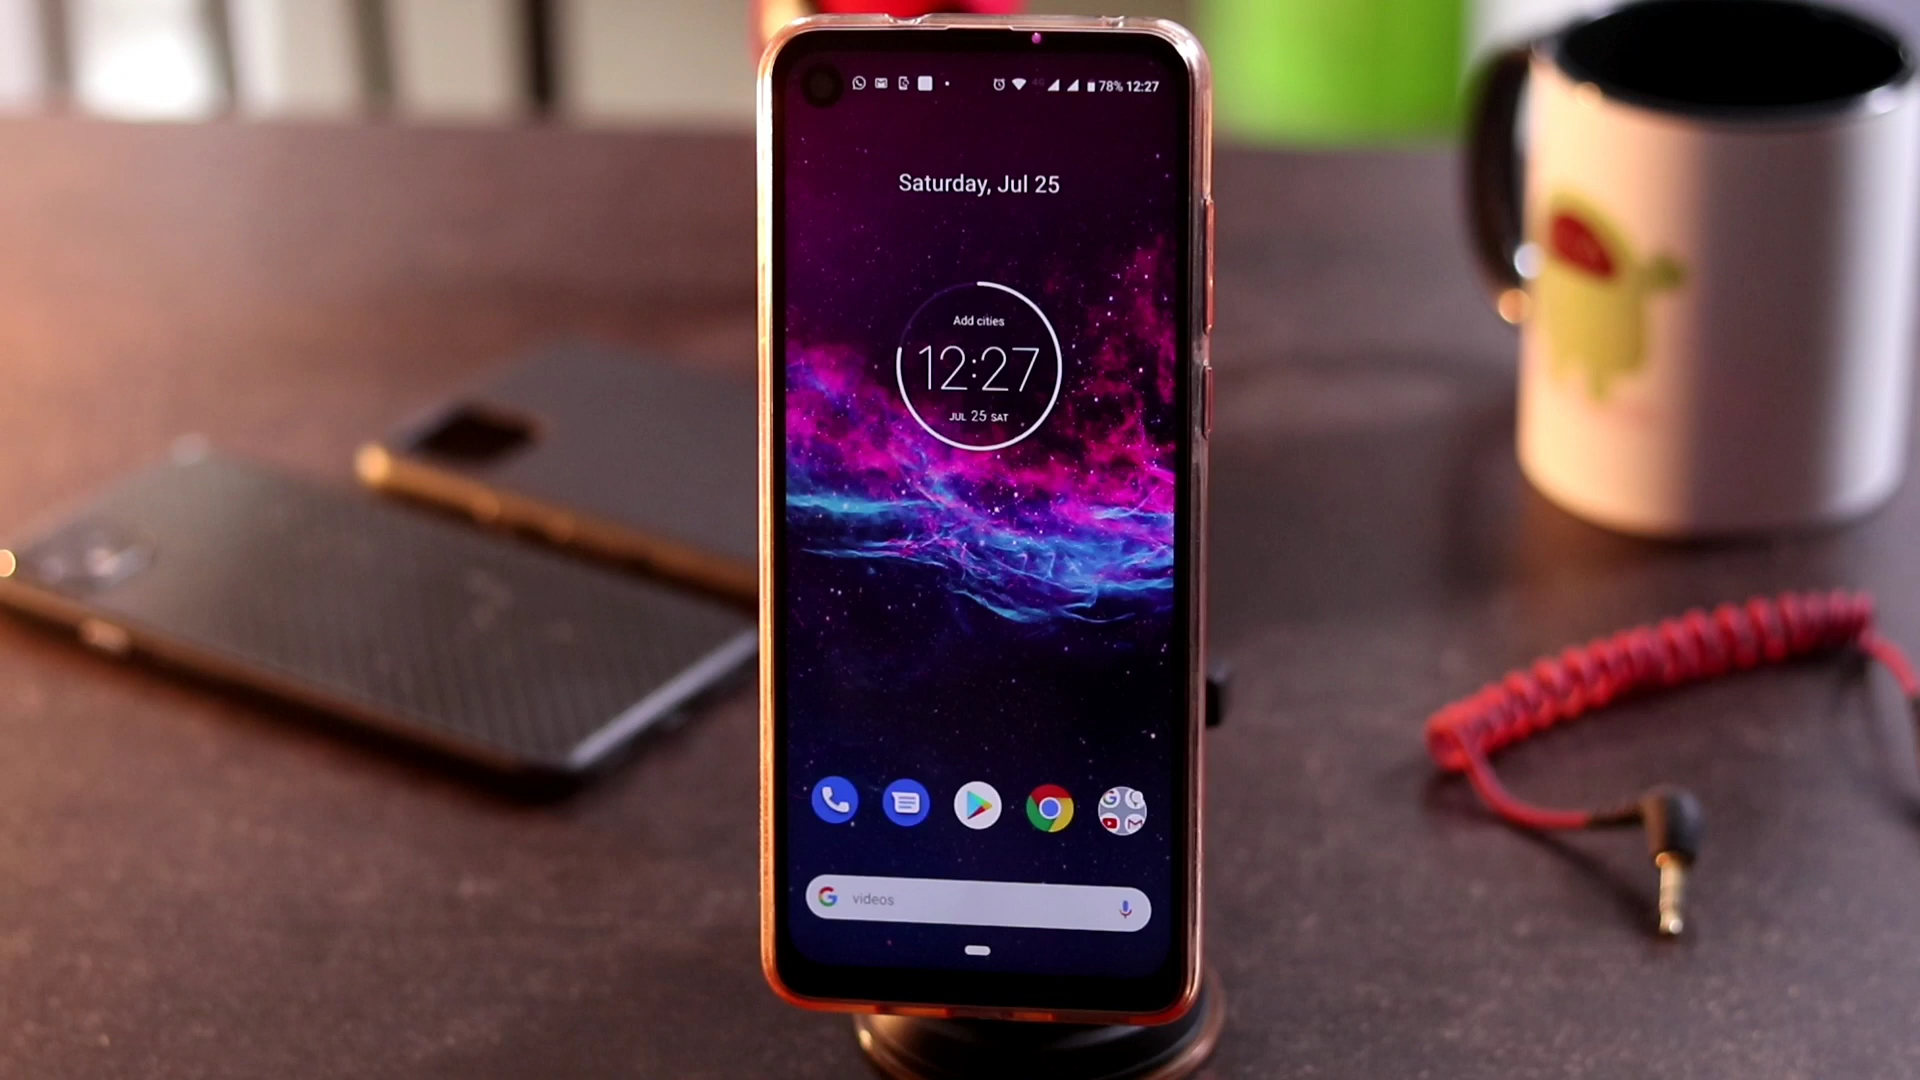 78% 12:27
Saturday, Jul 25
Add cities
12:27
JUL 25 SAT
videos